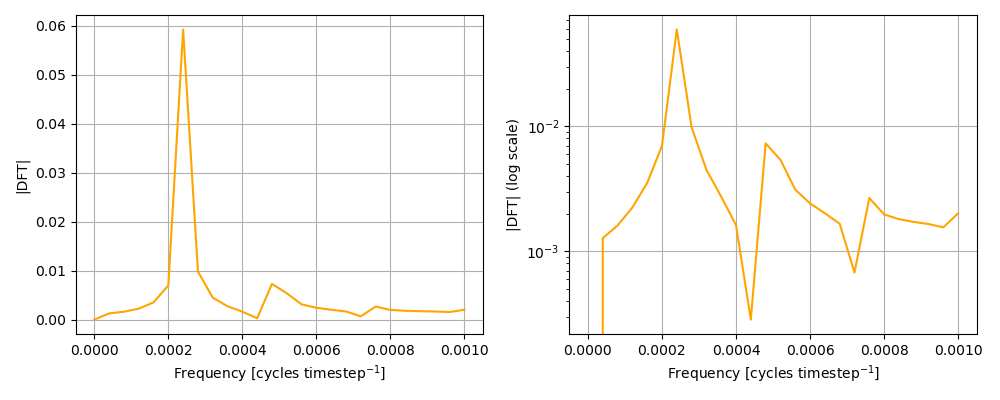 0.06
0.05
0.04
0.03
0.02
0.01
0.00
|DFT|
0.0000 0.0002 0.0004 0.0006 0.0008 0.0010
Frequency [cycles timestep⁻¹]
10⁻²
10⁻³
|DFT| (log scale)
0.0000 0.0002 0.0004 0.0006 0.0008 0.0010
Frequency [cycles timestep⁻¹]